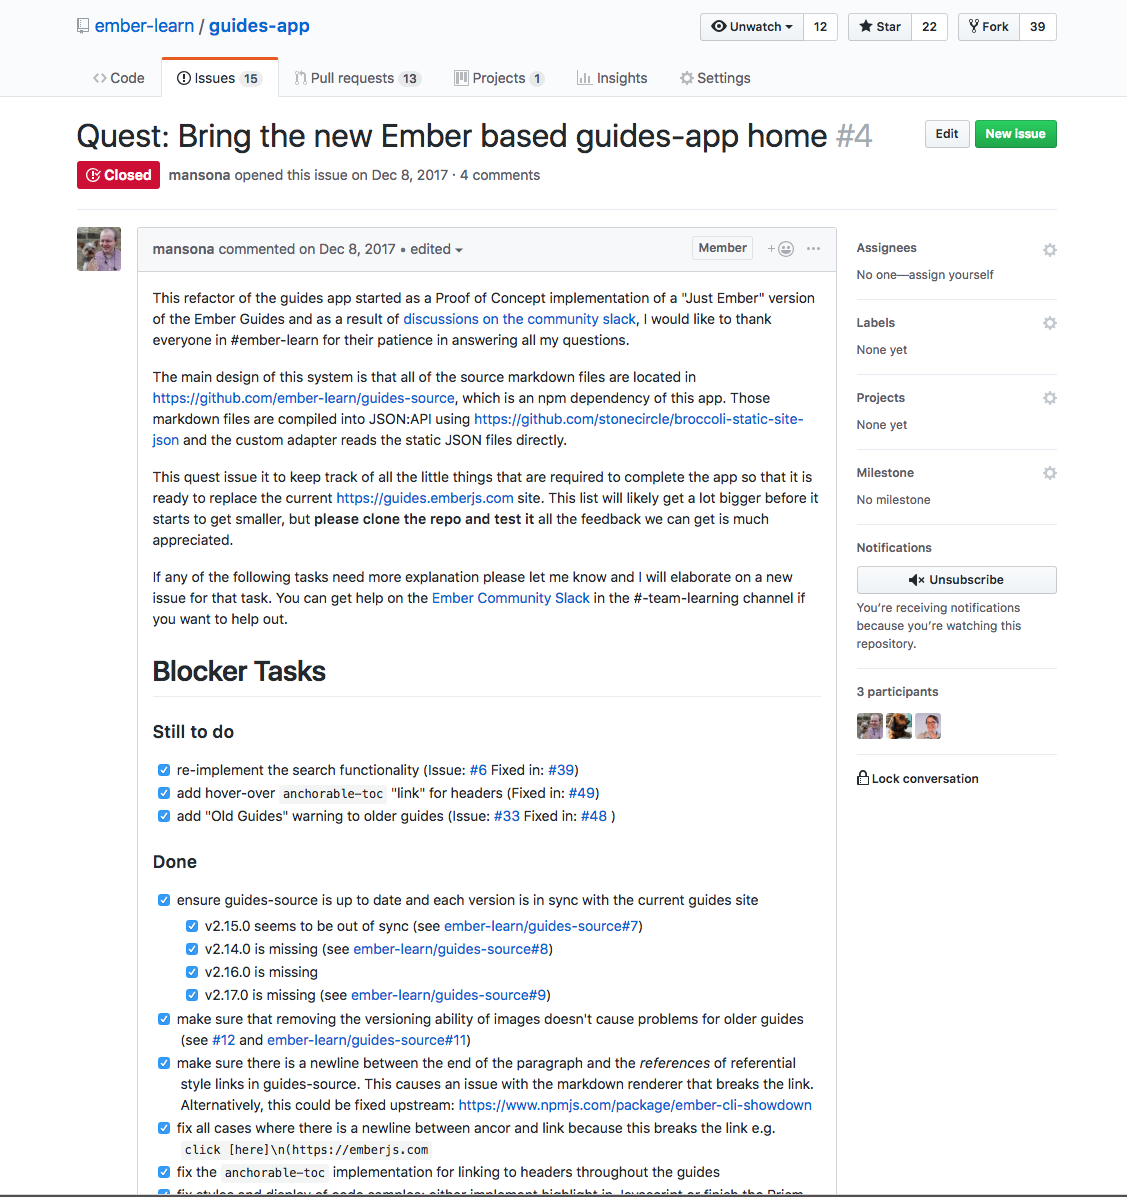 ember-learn / guides-app
Unwatch 12 Star 22 Fork 39
Code Issues 15 Pull requests 13 Projects 1 Insights Settings
Quest: Bring the new Ember based guides-app home #4
Edit New issue
Closed mansona opened this issue on Dec 8, 2017 · 4 comments
mansona commented on Dec 8, 2017 • edited
Member
This refactor of the guides app started as a Proof of Concept implementation of a "Just Ember" version
of the Ember Guides and as a result of discussions on the community slack, I would like to thank
everyone in #ember-learn for their patience in answering all my questions.
The main design of this system is that all of the source markdown files are located in
https://github.com/ember-learn/guides-source, which is an npm dependency of this app. Those
markdown files are compiled into JSON:API using https://github.com/stonecircle/broccoli-static-site-
json and the custom adapter reads the static JSON files directly.
This quest issue it to keep track of all the little things that are required to complete the app so that it is
ready to replace the current https://guides.emberjs.com site. This list will likely get a lot bigger before it
starts to get smaller, but please clone the repo and test it all the feedback we can get is much
appreciated.
If any of the following tasks need more explanation please let me know and I will elaborate on a new
issue for that task. You can get help on the Ember Community Slack in the #-team-learning channel if
you want to help out.
Blocker Tasks
Still to do
re-implement the search functionality (Issue: #6 Fixed in: #39)
add hover-over anchorable-toc "link" for headers (Fixed in: #49)
add "Old Guides" warning to older guides (Issue: #33 Fixed in: #48 )
Done
ensure guides-source is up to date and each version is in sync with the current guides site
v2.15.0 seems to be out of sync (see ember-learn/guides-source#7)
v2.14.0 is missing (see ember-learn/guides-source#8)
v2.16.0 is missing
v2.17.0 is missing (see ember-learn/guides-source#9)
make sure that removing the versioning ability of images doesn't cause problems for older guides
(see #12 and ember-learn/guides-source#11)
make sure there is a newline between the end of the paragraph and the references of referential
style links in guides-source. This causes an issue with the markdown renderer that breaks the link.
Alternatively, this could be fixed upstream: https://www.npmjs.com/package/ember-cli-showdown
fix all cases where there is a newline between ancor and link because this breaks the link e.g.
click [here]\n(https://emberjs.com
fix the anchorable-toc implementation for linking to headers throughout the guides
fix styles and display of code samples: either implement highlight in Javascript or finish the Prism
Assignees
No one—assign yourself
Labels
None yet
Projects
None yet
Milestone
No milestone
Notifications
Unsubscribe
You're receiving notifications
because you're watching this
repository.
3 participants
Lock conversation